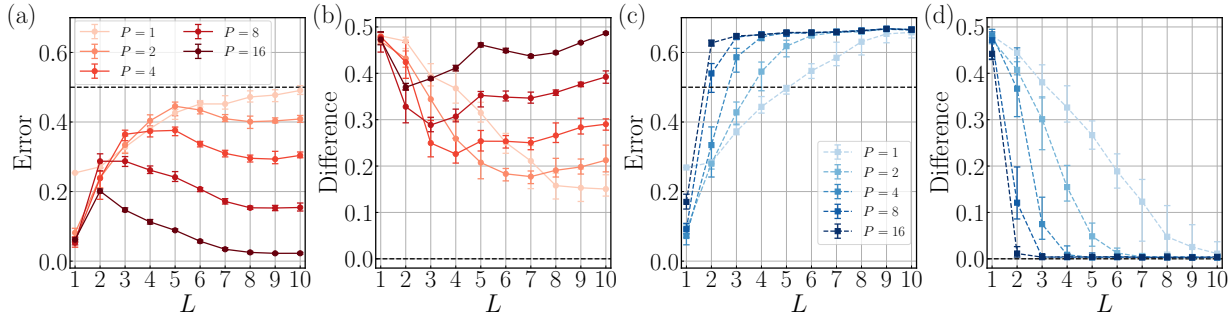 (a)
Error
0.6
0.4
0.2
0.0
P = 1
P = 2
P = 4
P = 8
P = 16
1 2 3 4 5 6 7 8 9 10
L
(b)
Difference
0.5
0.4
0.3
0.2
0.1
0.0
1 2 3 4 5 6 7 8 9 10
L
(c)
Error
0.6
0.4
0.2
0.0
P = 1
P = 2
P = 4
P = 8
P = 16
1 2 3 4 5 6 7 8 9 10
L
(d)
Difference
0.5
0.4
0.3
0.2
0.1
0.0
1 2 3 4 5 6 7 8 9 10
L